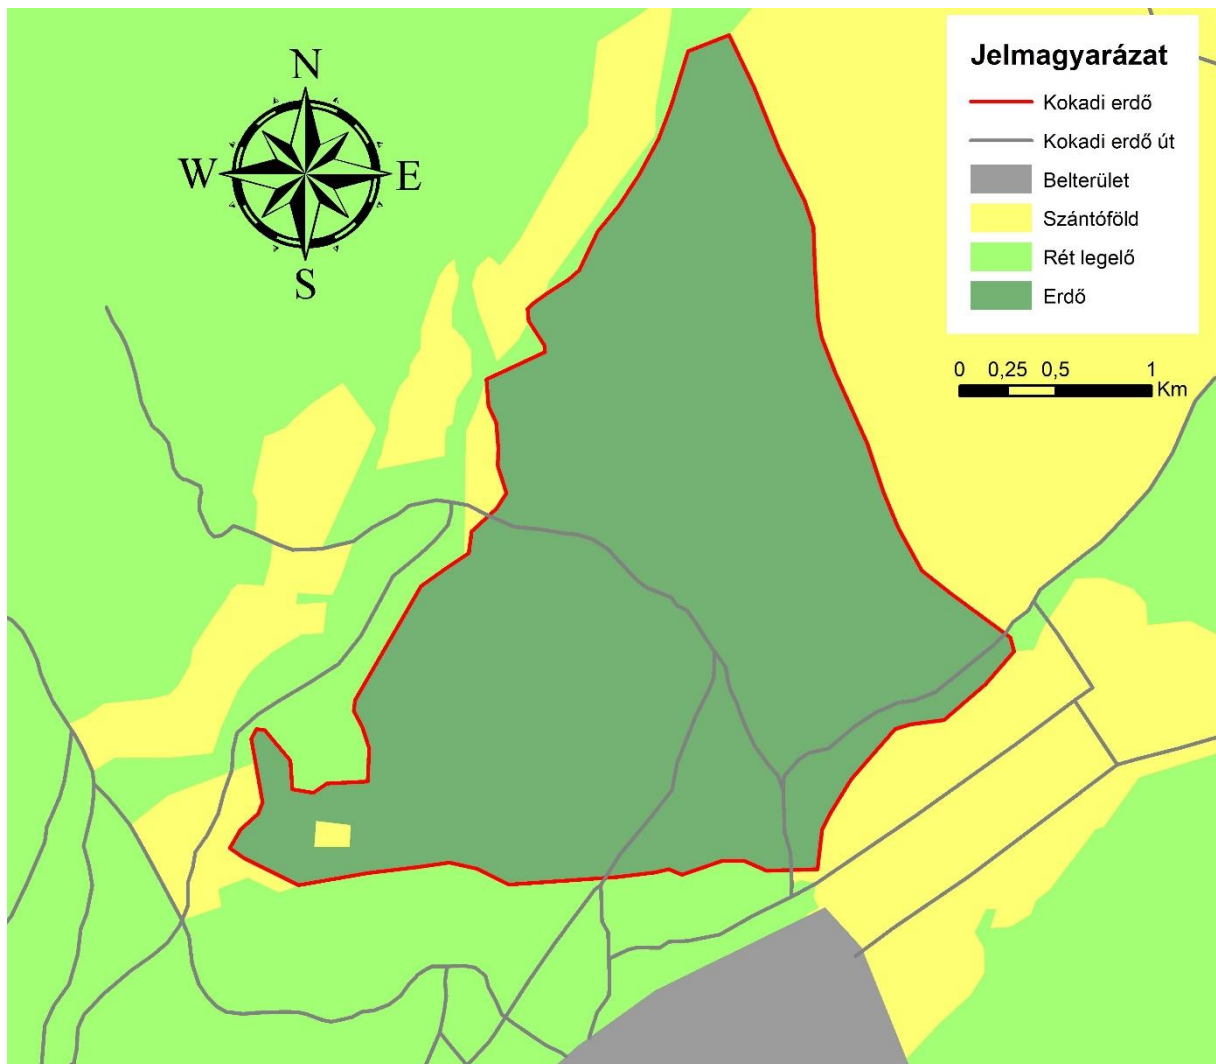 N
W E
S
Jelmagyarázat
Kokadi erdő
Kokadi erdő út
Belterület
Szántóföld
Rét legelő
Erdő
0 0,25 0,5 1
Km